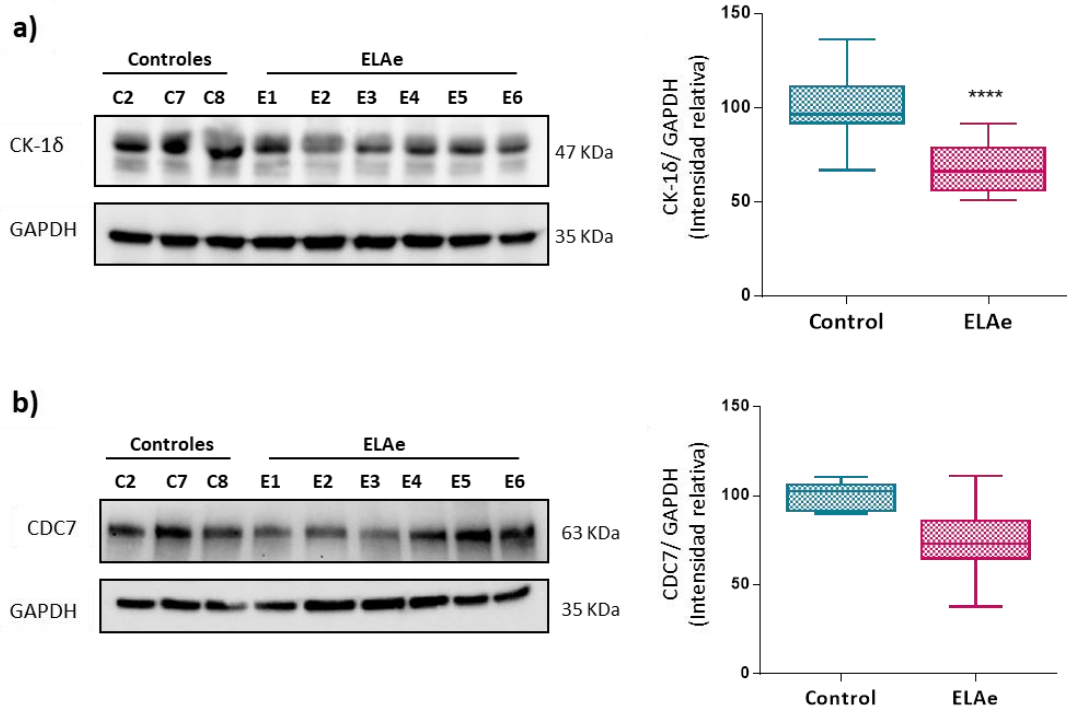 a)
Controles ELAe
C2 C7 C8 E1 E2 E3 E4 E5 E6
CK-1δ
47 KDa
GAPDH
35 KDa
CK-1δ/ GAPDH
(Intensidad relativa)
150
100
50
0
****
Control ELAe
b)
Controles ELAe
C2 C7 C8 E1 E2 E3 E4 E5 E6
CDC7
63 KDa
GAPDH
35 KDa
CDC7/ GAPDH
(Intensidad relativa)
150
100
50
0
Control ELAe